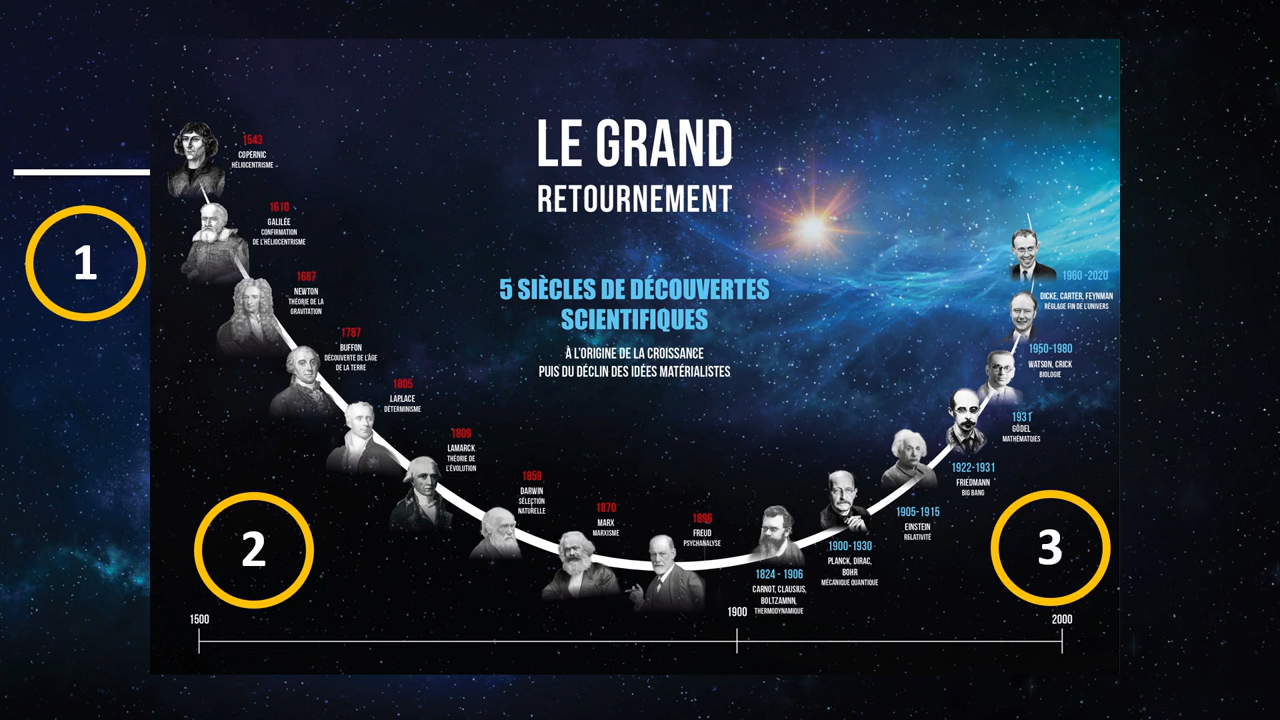 LE GRAND
RETOURNEMENT
5 SIÈCLES DE DÉCOUVERTES
SCIENTIFIQUES
À L'ORIGINE DE LA CROISSANCE
PUIS DU DÉCLIN DES IDÉES MATÉRIALISTES
1
1543
COPERNIC
HÉLIOCENTRISME -
1610
GALILÉE
CONFIRMATION
DE L'HÉLIOCENTRISME
1687
NEWTON
THÉORIE DE LA
GRAVITATION
1787
BUFFON
DÉCOUVERTE DE L'ÂGE
DE LA TERRE
1805
LAPLACE
DÉTERMINISME
1809
LAMARCK
THÉORIE DE
L'ÉVOLUTION
2
1859
DARWIN
SÉLECTION
NATURELLE
1870
MARX
MARXISME
1896
FREUD
PSYCHANALYSE
1824 - 1906
CARNOT, CLAUSIUS,
BOLTZAMNN,
THERMODYNAMIQUE
1900-1930
PLANCK, DIRAC,
BOHR
MÉCANIQUE QUANTIQUE
1905-1915
EINSTEIN
RELATIVITÉ
1922-1931
FRIEDMANN
BIG BANG
1931
GÖDEL
MATHÉMATQIES
1950-1980
WATSON, CRICK
BIOLOGIE
1960 -2020
DICKE, CARTER, FEYNMAN
RÉGLAGE FIN DE L'UNIVERS
3
1500
1900
2000